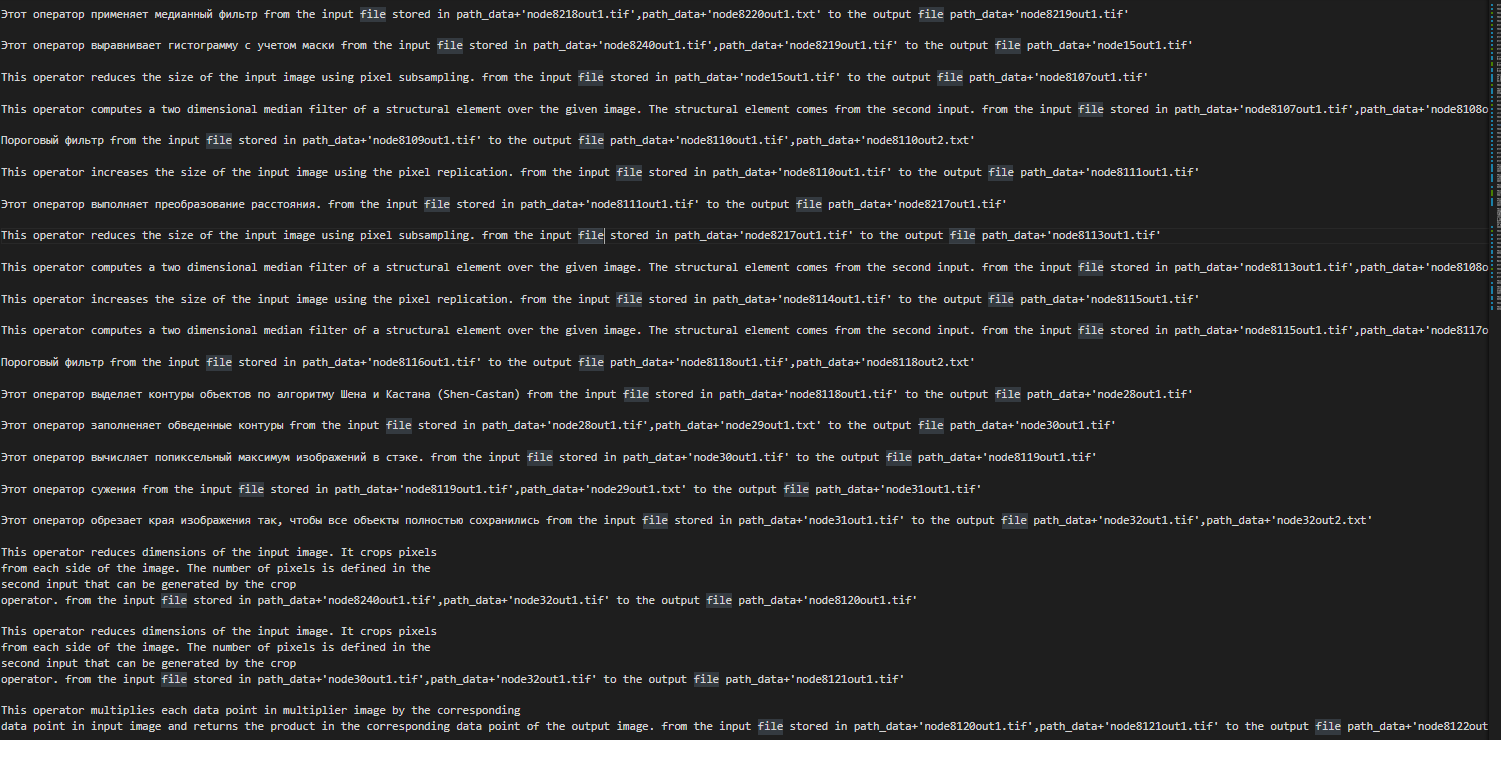 Этот оператор применяет медианный фильтр from the input file stored in path_data+'node8218out1.tif',path_data+'node8220out1.txt' to the output file path_data+'node8219out1.tif'
Этот оператор выравнивает гистограмму с учетом маски from the input file stored in path_data+'node8240out1.tif',path_data+'node8219out1.tif' to the output file path_data+'node15out1.tif'
This operator reduces the size of the input image using pixel subsampling. from the input file stored in path_data+'node15out1.tif' to the output file path_data+'node8107out1.tif'
This operator computes a two dimensional median filter of a structural element over the given image. The structural element comes from the second input. from the input file stored in path_data+'node8107out1.tif',path_data+'node8108o
Пороговый фильтр from the input file stored in path_data+'node8109out1.tif' to the output file path_data+'node8110out1.tif',path_data+'node8110out2.txt'
This operator increases the size of the input image using the pixel replication. from the input file stored in path_data+'node8110out1.tif' to the output file path_data+'node8111out1.tif'
Этот оператор выполняет преобразование расстояния. from the input file stored in path_data+'node8111out1.tif' to the output file path_data+'node8217out1.tif'
This operator reduces the size of the input image using pixel subsampling. from the input file stored in path_data+'node8217out1.tif' to the output file path_data+'node8113out1.tif'
This operator computes a two dimensional median filter of a structural element over the given image. The structural element comes from the second input. from the input file stored in path_data+'node8113out1.tif',path_data+'node8108o
This operator increases the size of the input image using the pixel replication. from the input file stored in path_data+'node8114out1.tif' to the output file path_data+'node8115out1.tif'
This operator computes a two dimensional median filter of a structural element over the given image. The structural element comes from the second input. from the input file stored in path_data+'node8115out1.tif',path_data+'node8117o
Пороговый фильтр from the input file stored in path_data+'node8116out1.tif' to the output file path_data+'node8118out1.tif',path_data+'node8118out2.txt'
Этот оператор выделяет контуры объектов по алгоритму Шена и Кастана (Shen-Castan) from the input file stored in path_data+'node8118out1.tif' to the output file path_data+'node28out1.tif'
Этот оператор заполненяет обведенные контуры from the input file stored in path_data+'node28out1.tif',path_data+'node29out1.txt' to the output file path_data+'node30out1.tif'
Этот оператор вычисляет попиксельный максимум изображений в стэке. from the input file stored in path_data+'node30out1.tif' to the output file path_data+'node8119out1.tif'
Этот оператор сужения from the input file stored in path_data+'node8119out1.tif',path_data+'node29out1.txt' to the output file path_data+'node31out1.tif'
Этот оператор обрезает края изображения так, чтобы все объекты полностью сохранились from the input file stored in path_data+'node31out1.tif' to the output file path_data+'node32out1.tif',path_data+'node32out2.txt'
This operator reduces dimensions of the input image. It crops pixels
from each side of the image. The number of pixels is defined in the
second input that can be generated by the crop
operator. from the input file stored in path_data+'node8240out1.tif',path_data+'node32out1.tif' to the output file path_data+'node8120out1.tif'
This operator reduces dimensions of the input image. It crops pixels
from each side of the image. The number of pixels is defined in the
second input that can be generated by the crop
operator. from the input file stored in path_data+'node30out1.tif',path_data+'node32out1.tif' to the output file path_data+'node8121out1.tif'
This operator multiplies each data point in multiplier image by the corresponding
data point in input image and returns the product in the corresponding data point of the output image. from the input file stored in path_data+'node8120out1.tif',path_data+'node8121out1.tif' to the output file path_data+'node8122out